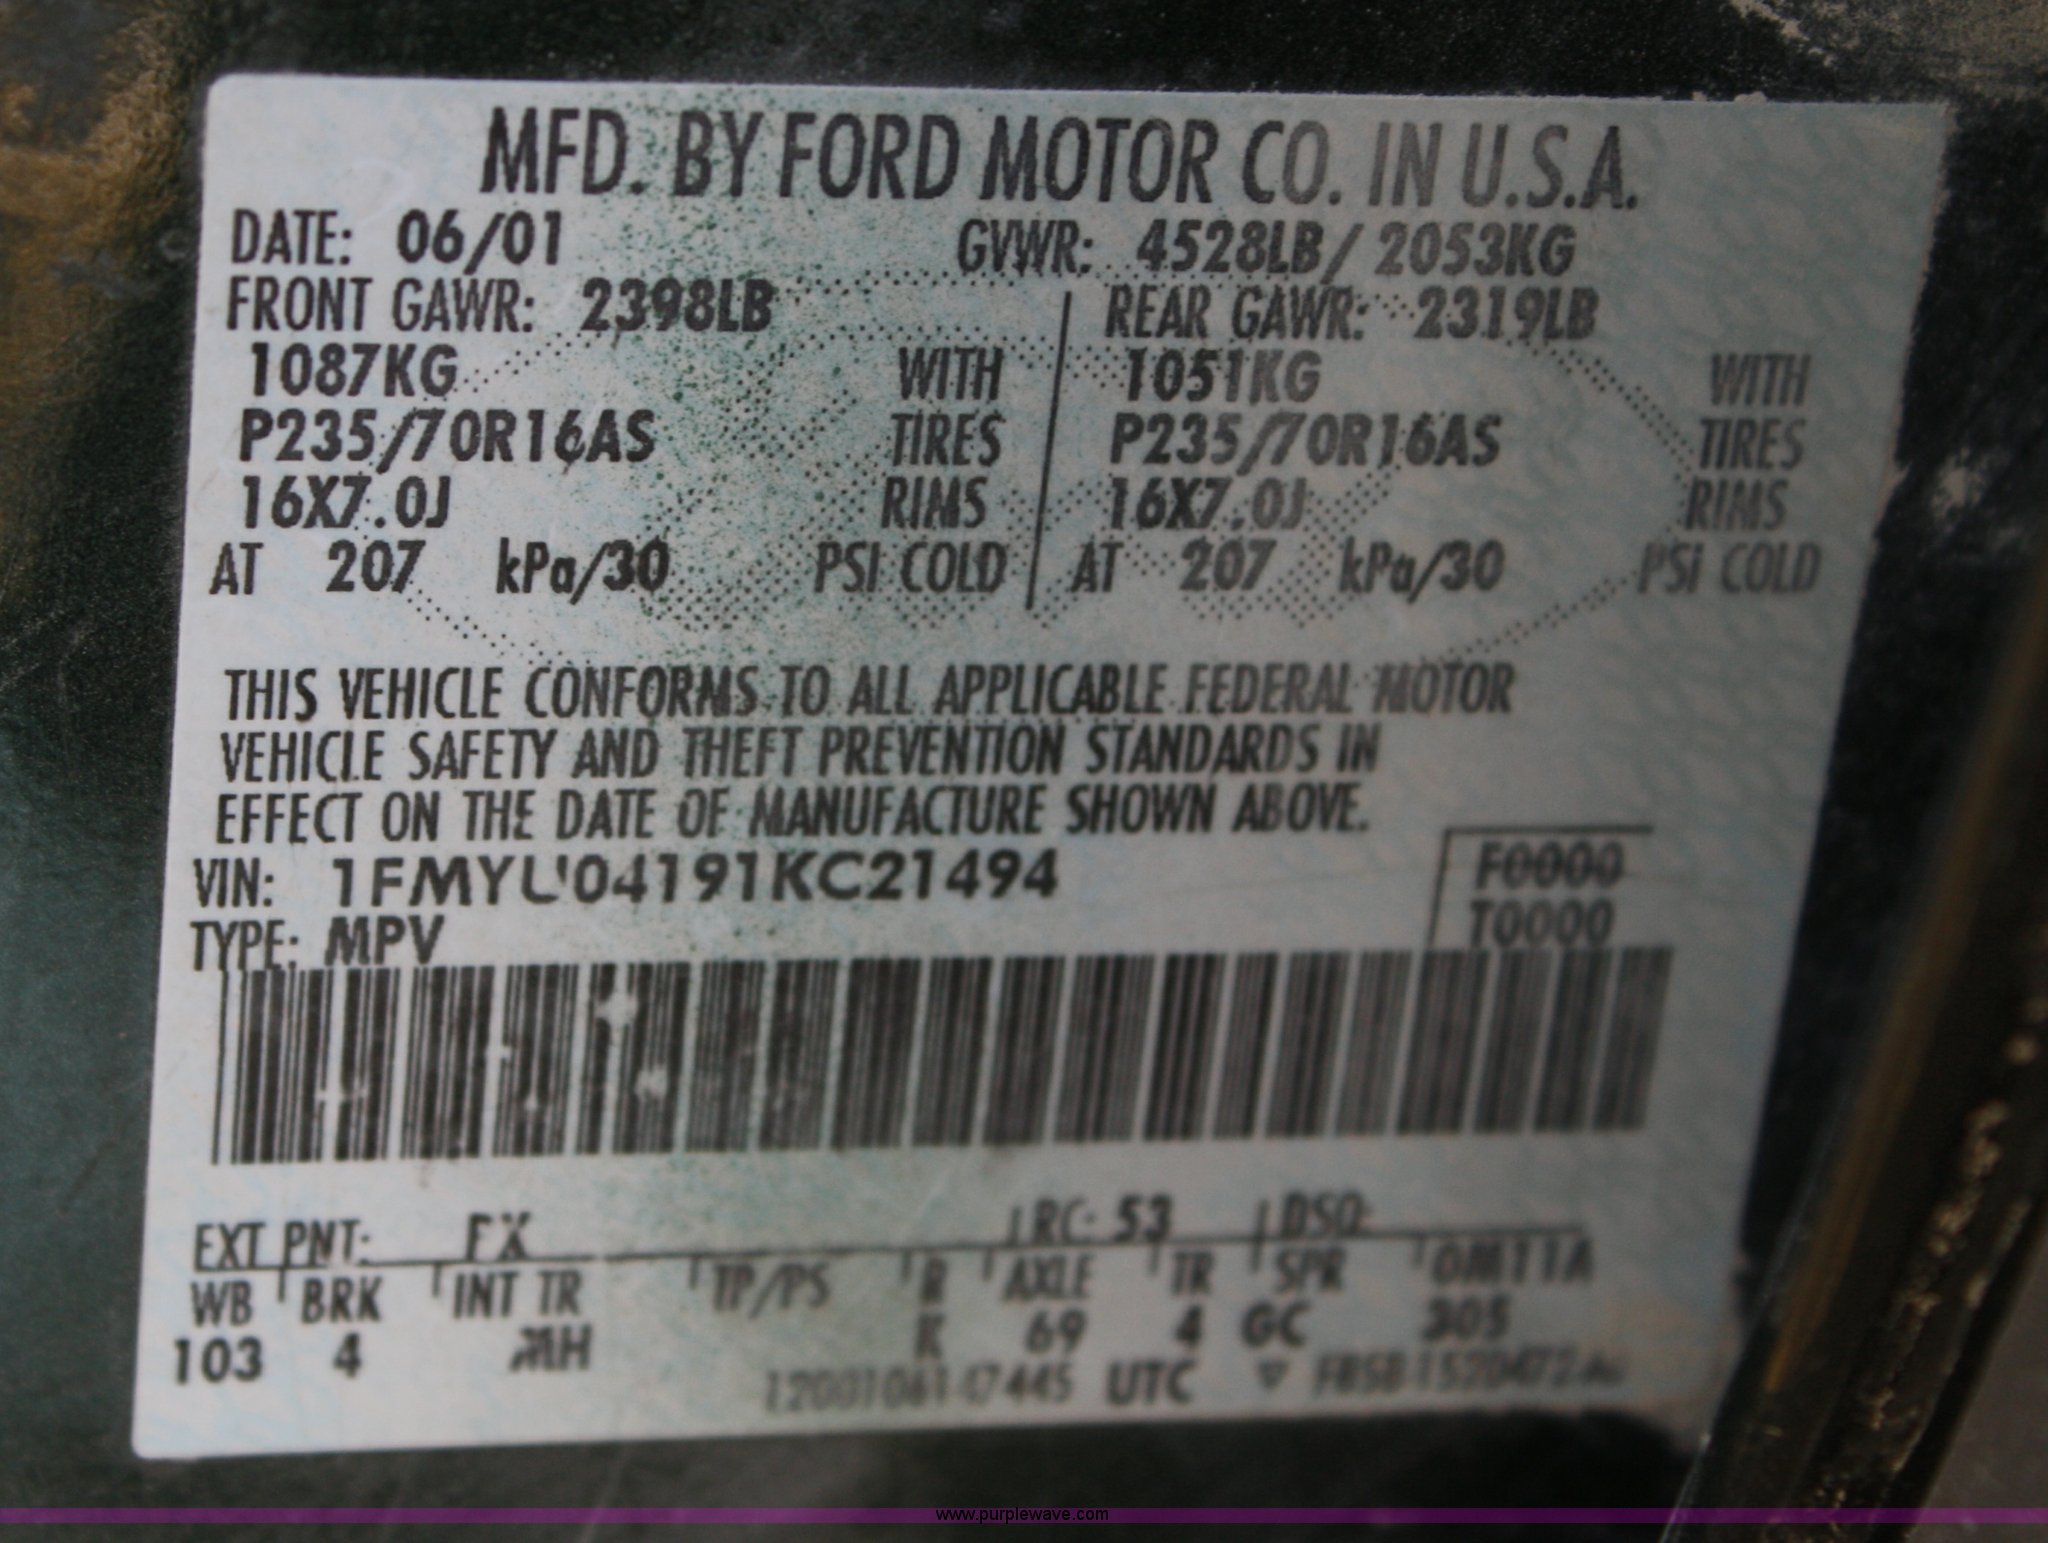 MFD. BY FORD MOTOR CO. IN U.S.A.
DATE: 06/01 GVWR: 4528LB/ 2053KG
FRONT GAWR: 2398LB REAR GAWR: 2319LB
1087KG WITH 1051KG WITH
P235/70R16AS TIRES P235/70R16AS TIRES
16X7.0J RIMS 16X7.0J RIMS
AT 207 kPa/30 PSI COLD AT 207 kPa/30 PSI COLD
THIS VEHICLE CONFORMS TO ALL APPLICABLE FEDERAL MOTOR
VEHICLE SAFETY AND THEFT PREVENTION STANDARDS IN
EFFECT ON THE DATE OF MANUFACTURE SHOWN ABOVE.
VIN: 1FMYU04191KC21494
F0000
TYPE: MPV T0000
EXT PNT: FX RC: 53 DSO:
WB BRK INT TR TP/PS R AXLE TR SPR
103 4 MH K 69 4 GC 305
UTC
www.purplewave.com